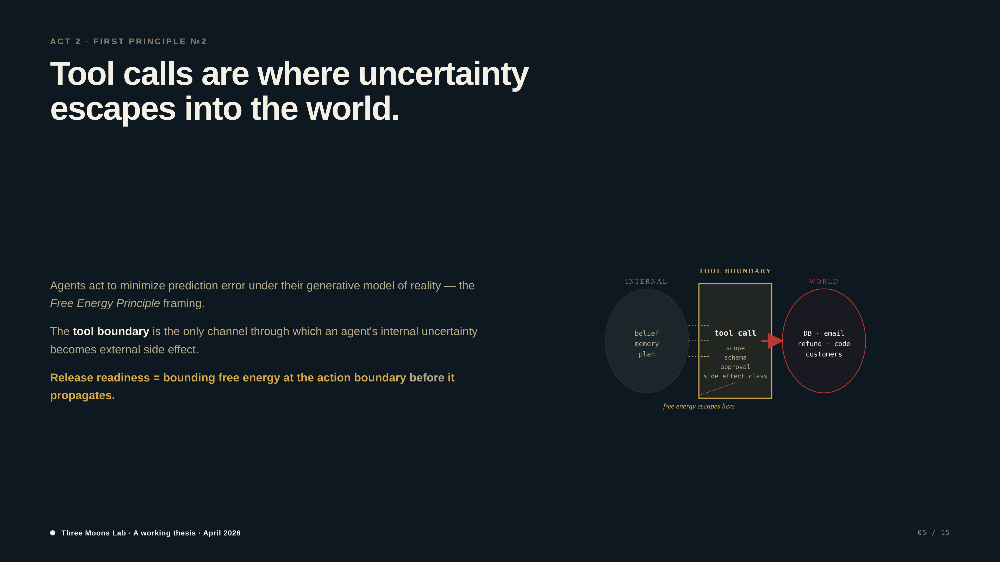 ACT 2 · FIRST PRINCIPLE №2
Tool calls are where uncertainty
escapes into the world.
Agents act to minimize prediction error under their generative model of reality — the
Free Energy Principle framing.
The tool boundary is the only channel through which an agent's internal uncertainty
becomes external side effect.
Release readiness = bounding free energy at the action boundary before it
propagates.
INTERNAL
belief
memory
plan
TOOL BOUNDARY
tool call
scope
schema
approval
side effect class
free energy escapes here
WORLD
DB · email
refund · code
customers
Three Moons Lab · A working thesis · April 2026
05 / 15